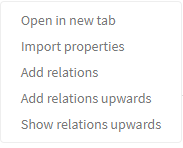 Open in new tab
Import properties
Add relations
Add relations upwards
Show relations upwards